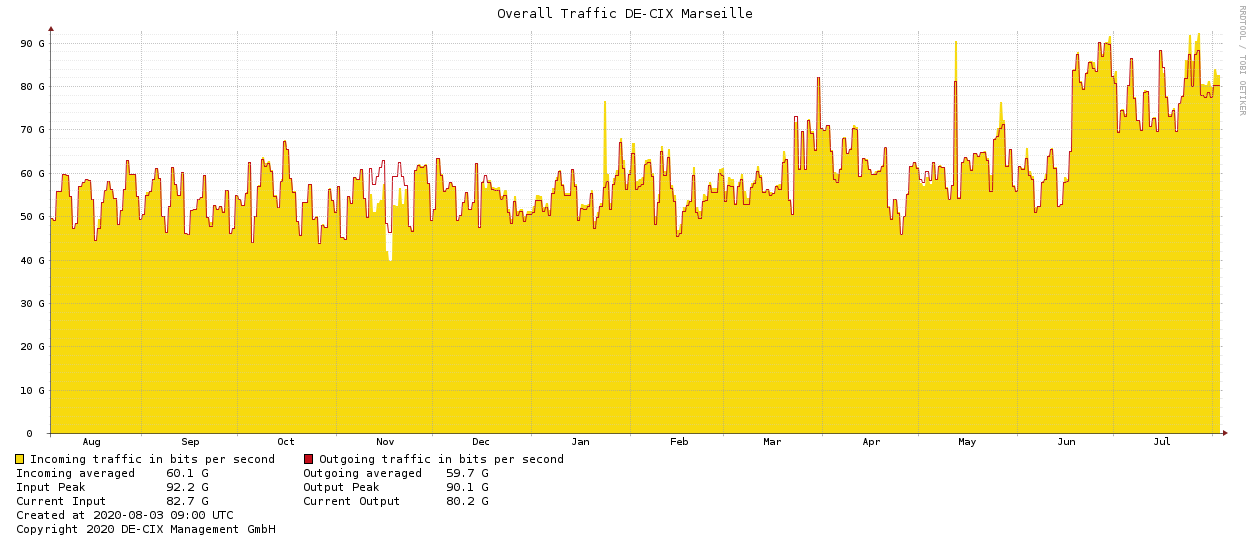 Overall Traffic DE-CIX Marseille
RRDTOOL / TOBI OETIKER
90 G
80 G
70 G
60 G
50 G
40 G
30 G
20 G
10 G
0
Aug Sep Oct Nov Dec Jan Feb Mar Apr May Jun Jul
Incoming traffic in bits per second Outgoing traffic in bits per second
Incoming averaged 60.1 G Outgoing averaged 59.7 G
Input Peak 92.2 G Output Peak 90.1 G
Current Input 82.7 G Current Output 80.2 G
Created at 2020-08-03 09:00 UTC
Copyright 2020 DE-CIX Management GmbH